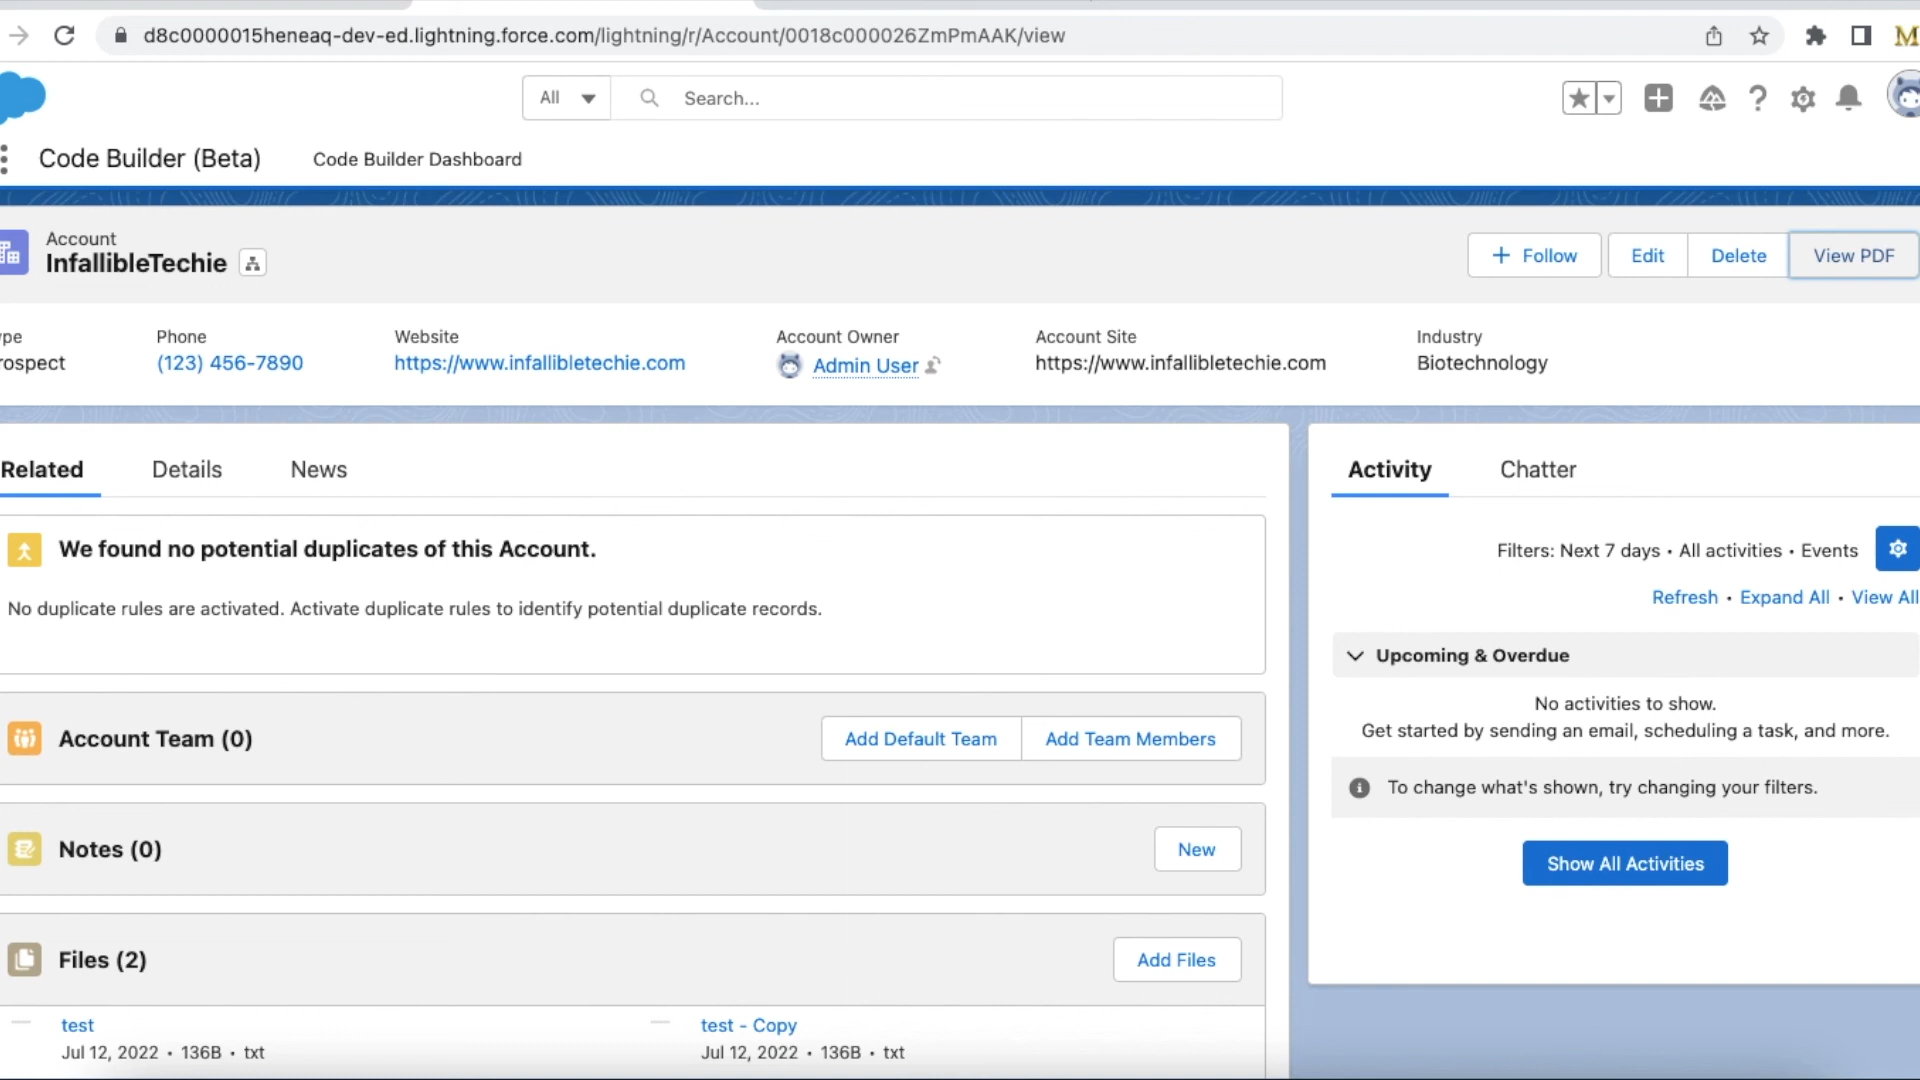 d8c0000015heneaq-dev-ed.lightning.force.com/lightning/r/Account/0018c000026ZmPmAAK/view
M
All
Search...
Code Builder (Beta)
Code Builder Dashboard
Account
InfallibleTechie
Follow
Edit
Delete
View PDF
ype
Phone
Website
Account Owner
Account Site
Industry
rospect
(123) 456-7890
https://www.infallibletechie.com
Admin User
https://www.infallibletechie.com
Biotechnology
Related
Details
News
We found no potential duplicates of this Account.
No duplicate rules are activated. Activate duplicate rules to identify potential duplicate records.
Account Team (0)
Add Default Team
Add Team Members
Notes (0)
New
Files (2)
Add Files
test
Jul 12, 2022 • 136B • txt
test - Copy
Jul 12, 2022 • 136B • txt
Activity
Chatter
Filters: Next 7 days • All activities • Events
Refresh • Expand All • View All
Upcoming & Overdue
No activities to show.
Get started by sending an email, scheduling a task, and more.
To change what's shown, try changing your filters.
Show All Activities